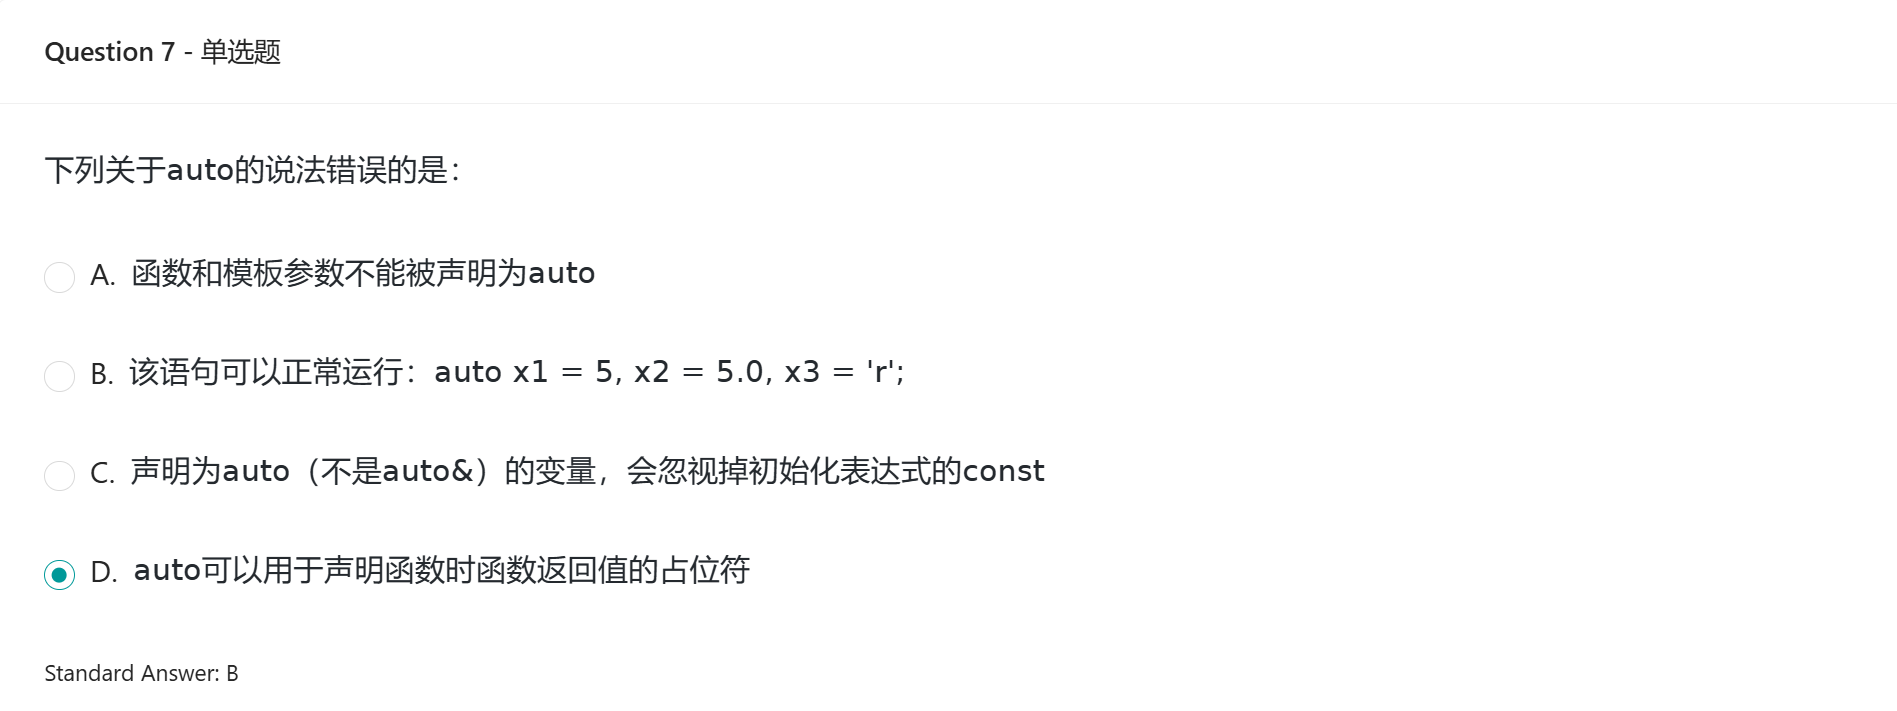 Question 7 - 单选题
下列关于auto的说法错误的是：
A. 函数和模板参数不能被声明为auto
B. 该语句可以正常运行：auto x1 = 5, x2 = 5.0, x3 = 'r';
C. 声明为auto（不是auto&）的变量，会忽视掉初始化表达式的const
D. auto可以用于声明函数时函数返回值的占位符
Standard Answer: B